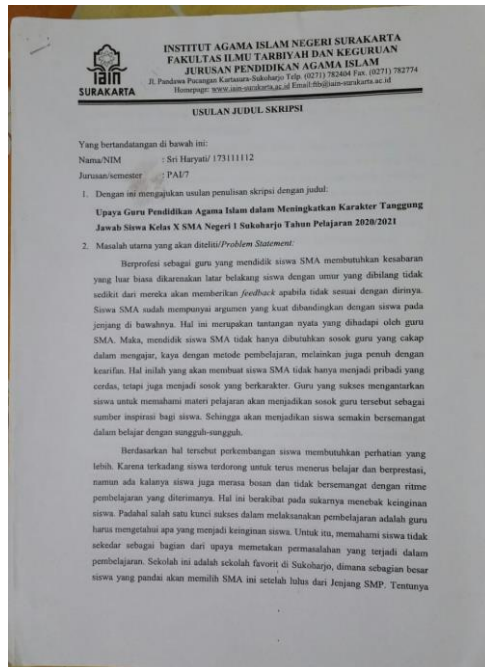 INSTITUT AGAMA ISLAM NEGERI SURAKARTA
FAKULTAS ILMU TARBIYAH DAN KEGURUAN
JURUSAN PENDIDIKAN AGAMA ISLAM
Jl. Pandawa Pucangan Kartasura-Sukoharjo Telp. (0271) 782404 Fax. (0271) 782774
Homepage: www.iain-surakarta.ac.id Email:fitb@iain-surakarta.ac.id
iain
SURAKARTA
USULAN JUDUL SKRIPSI
Yang bertandatangan di bawah ini:
Nama/NIM : Sri Haryati/ 173111112
Jurusan/semester : PAI/7
1. Dengan ini mengajukan usulan penulisan skripsi dengan judul:
Upaya Guru Pendidikan Agama Islam dalam Meningkatkan Karakter Tanggung
Jawab Siswa Kelas X SMA Negeri 1 Sukoharjo Tahun Pelajaran 2020/2021
2. Masalah utama yang akan diteliti/Problem Statement:
Berprofesi sebagai guru yang mendidik siswa SMA membutuhkan kesabaran
yang luar biasa dikarenakan latar belakang siswa dengan umur yang dibilang tidak
sedikit dari mereka akan memberikan feedback apabila tidak sesuai dengan dirinya.
Siswa SMA sudah mempunyai argumen yang kuat dibandingkan dengan siswa pada
jenjang di bawahnya. Hal ini merupakan tantangan nyata yang dihadapi oleh guru
SMA. Maka, mendidik siswa SMA tidak hanya dibutuhkan sosok guru yang cakap
dalam mengajar, kaya dengan metode pembelajaran, melainkan juga penuh dengan
kearifan. Hal inilah yang akan membuat siswa SMA tidak hanya menjadi pribadi yang
cerdas, tetapi juga menjadi sosok yang berkarakter. Guru yang sukses mengantarkan
siswa untuk memahami materi pelajaran akan menjadikan sosok guru tersebut sebagai
sumber inspirasi bagi siswa. Sehingga akan menjadikan siswa semakin bersemangat
dalam belajar dengan sungguh-sungguh.
Berdasarkan hal tersebut perkembangan siswa membutuhkan perhatian yang
lebih. Karena terkadang siswa terdorong untuk terus menerus belajar dan berprestasi,
namun ada kalanya siswa juga merasa bosan dan tidak bersemangat dengan ritme
pembelajaran yang diterimanya. Hal ini berakibat pada sukarnya menebak keinginan
siswa. Padahal salah satu kunci sukses dalam melaksanakan pembelajaran adalah guru
harus mengetahui apa yang menjadi keinginan siswa. Untuk itu, memahami siswa tidak
sekedar sebagai bagian dari upaya memetakan permasalahan yang terjadi dalam
pembelajaran. Sekolah ini adalah sekolah favorit di Sukoharjo, dimana sebagian besar
siswa yang pandai akan memilih SMA ini setelah lulus dari Jenjang SMP. Tentunya